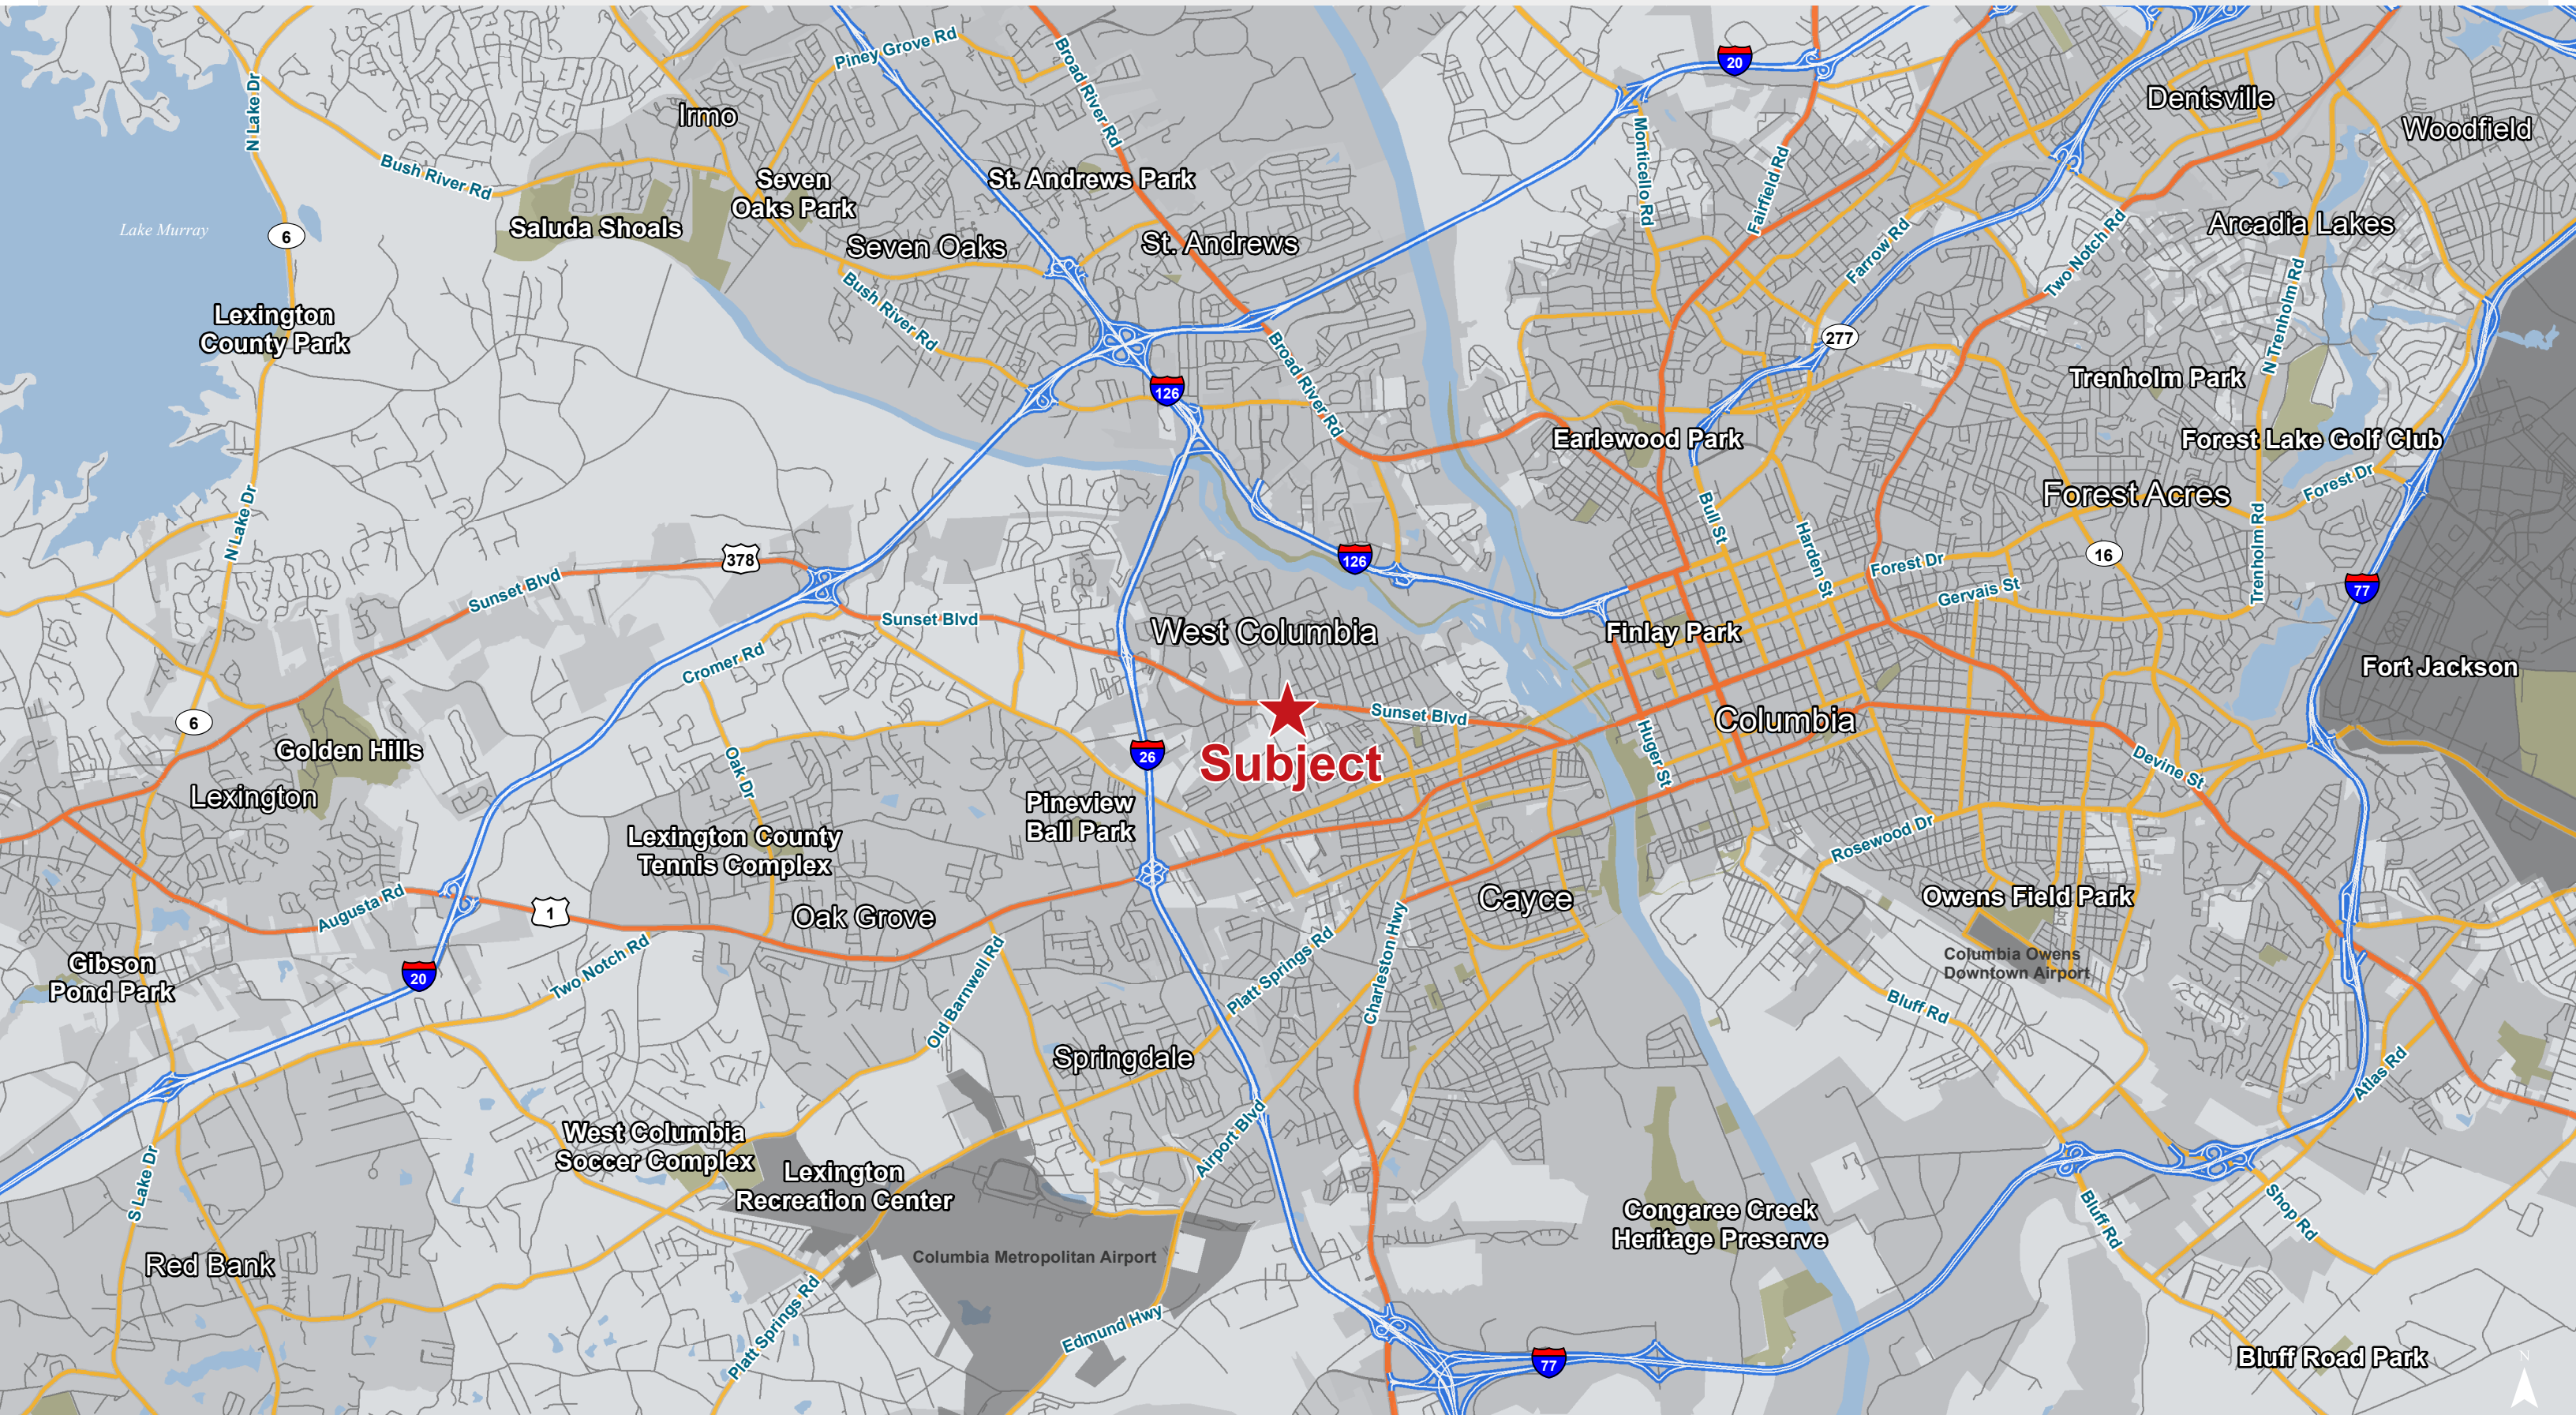 Piney Grove Rd
Broad River Rd
20
N Lake Dr
Irmo
Dentsville
Woodfield
Monticello Rd
Bush River Rd
Seven
Oaks Park
St. Andrews Park
Fairfield Rd
Saluda Shoals
Lake Murray
6
Seven Oaks
St. Andrews
Farrow Rd
Two Notch Rd
Arcadia Lakes
Bush River Rd
N Trenholm Rd
Lexington
County Park
277
Broad River Rd
126
Trenholm Park
Earlewood Park
Forest Lake Golf Club
Forest Dr
Forest Acres
N Lake Dr
Bull St
Harden St
Trenholm Rd
378
126
16
Forest Dr
Gervais St
77
Sunset Blvd
Sunset Blvd
West Columbia
Finlay Park
Cromer Rd
Fort Jackson
6
Sunset Blvd
Columbia
Golden Hills
Huger St
Oak Dr
26
Subject
Devine St
Lexington
Pineview
Ball Park
Lexington County
Tennis Complex
Rosewood Dr
Augusta Rd
1
Oak Grove
Cayce
Owens Field Park
Charleston Hwy
Gibson
Pond Park
20
Two Notch Rd
Old Barnwell Rd
Platt Springs Rd
Columbia Owens
Downtown Airport
Bluff Rd
Springdale
Atlas Rd
West Columbia
Soccer Complex
Airport Blvd
S Lake Dr
Lexington
Recreation Center
Congaree Creek
Heritage Preserve
Bluff Rd
Shop Rd
Red Bank
Columbia Metropolitan Airport
Platt Springs Rd
Edmund Hwy
77
Bluff Road Park
N